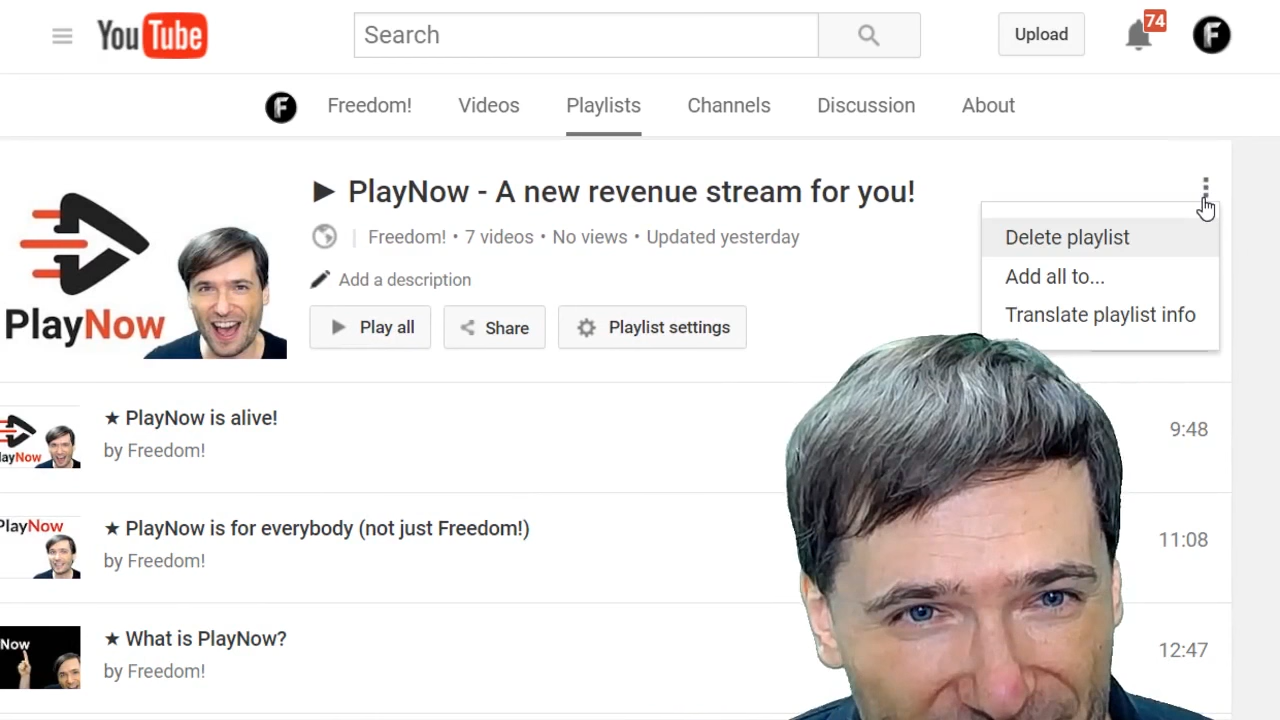 YouTube
Search
Upload
74
F
F
Freedom!
Videos
Playlists
Channels
Discussion
About
► PlayNow - A new revenue stream for you!
Freedom! • 7 videos • No views • Updated yesterday
Add a description
Play all
Share
Playlist settings
Delete playlist
Add all to...
Translate playlist info
PlayNow
★ PlayNow is alive!
by Freedom!
9:48
ayNow
★ PlayNow is for everybody (not just Freedom!)
by Freedom!
11:08
PlayNow
★ What is PlayNow?
by Freedom!
12:47
Now